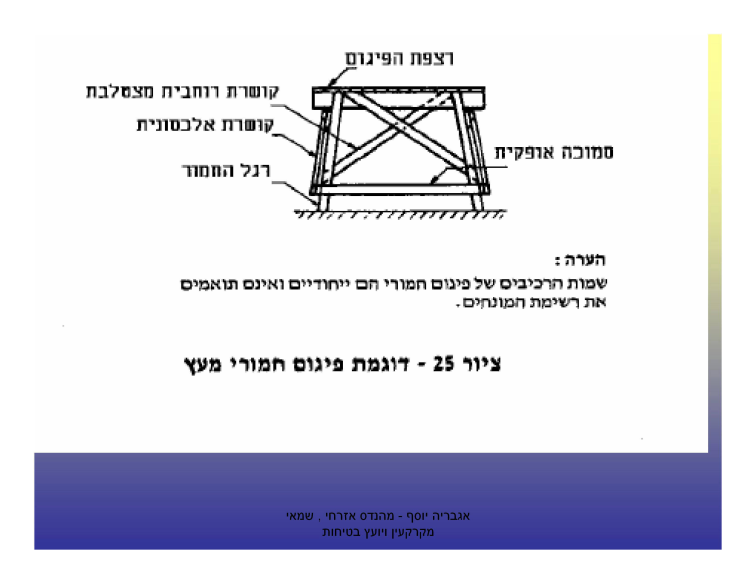 רצפת הפיגום
קושרת רוחבית מצטלבת
קושרת אלכסונית
סמוכה אופקית
רגל החמור
הערה :
שמות הרכיבים של פיגום חמורי הם ייחודיים ואינם תואמים
את רשימת המונחים.
ציור 25 - דוגמת פיגום חמורי מעץ
אגבריה יוסף - מהנדס אזרחי , שמאי
מקרקעין ויועץ בטיחות